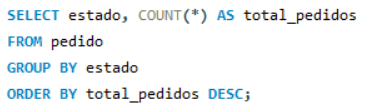 SELECT estado, COUNT(*) AS total_pedidos
FROM pedido
GROUP BY estado
ORDER BY total_pedidos DESC;